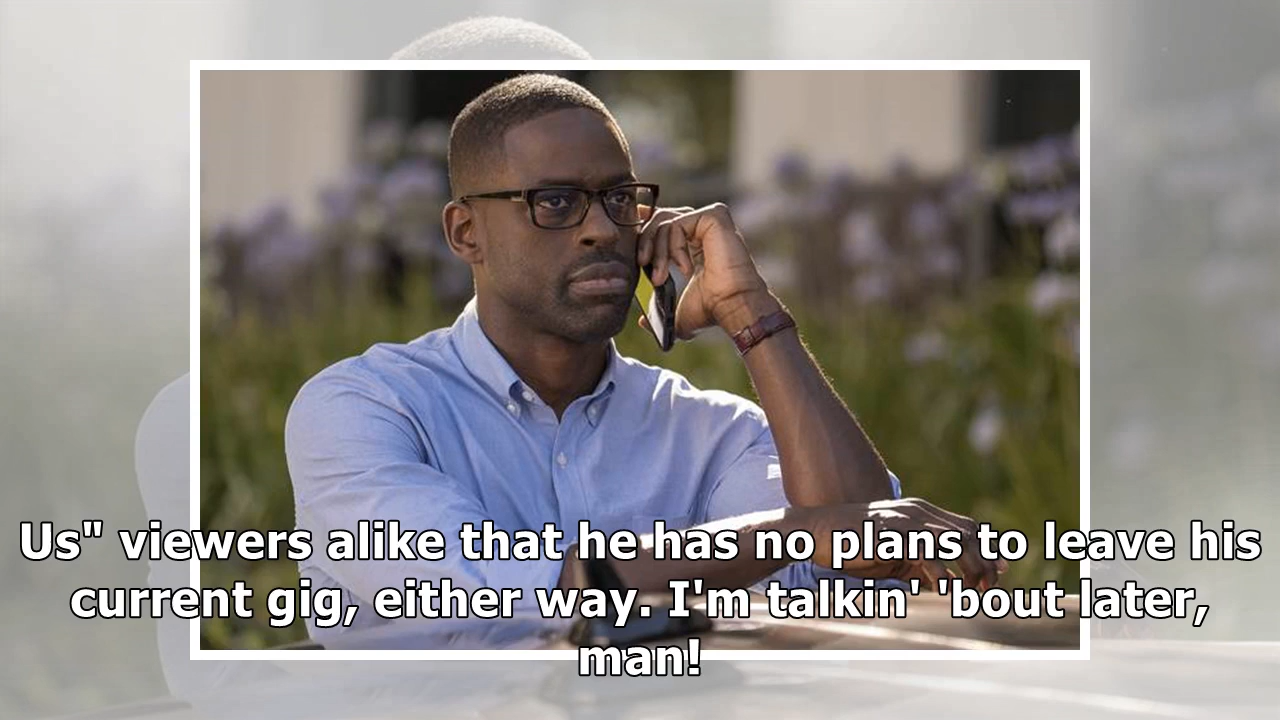 Us" viewers alike that he has no plans to leave his
current gig, either way. I'm talkin' 'bout later,
man!